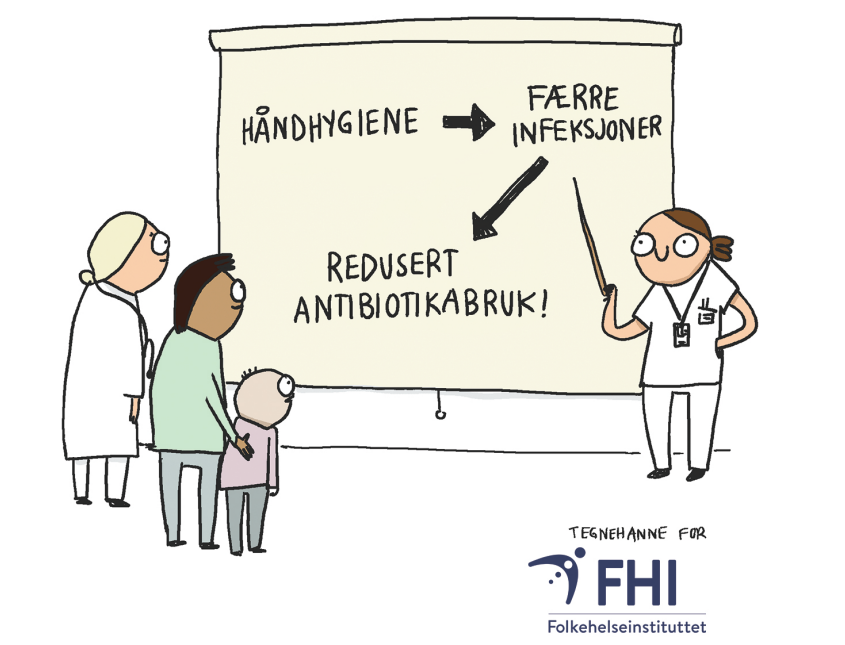 HÅNDHYGIENE
FÆRRE
INFEKSJONER
REDUSERT
ANTIBIOTIKABRUK!
TEGNEHANNE FOR
FHI
Folkehelseinstituttet